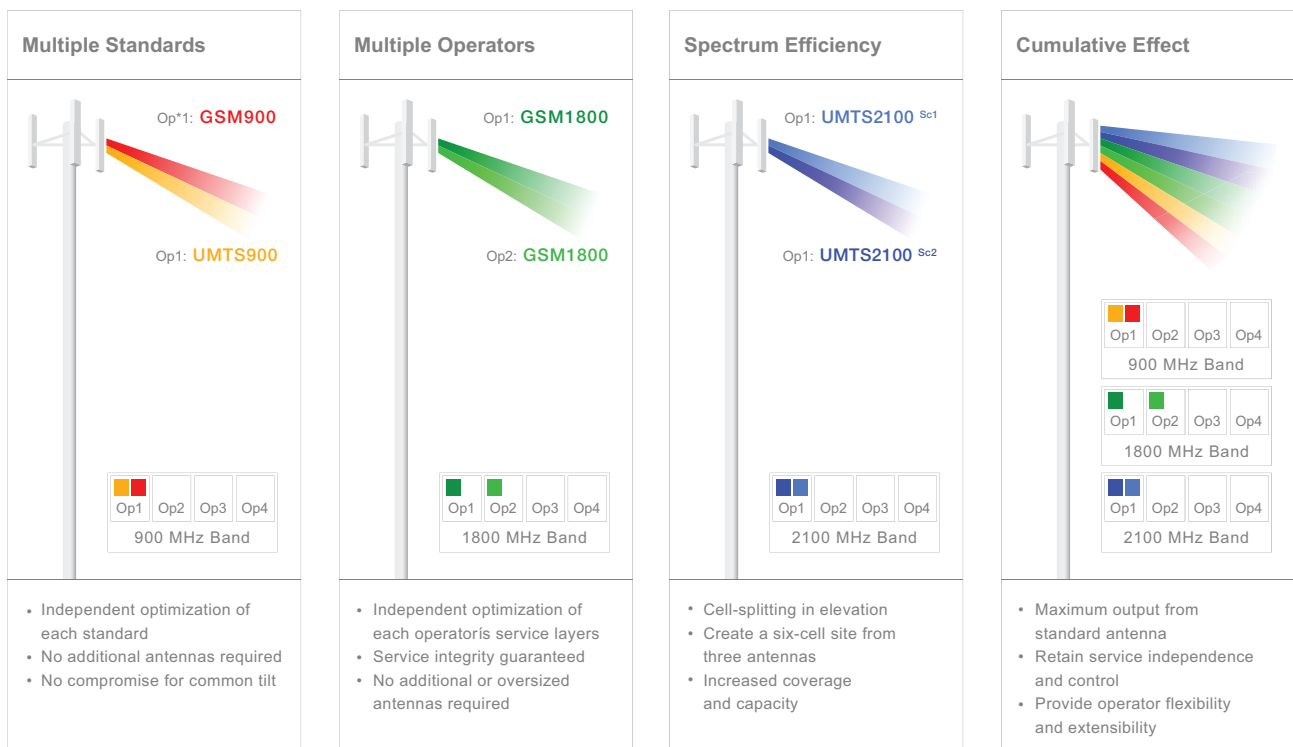 Multiple Standards
Op*1: GSM900
Op1: UMTS900
Op1 Op2 Op3 Op4
900 MHz Band
• Independent optimization of
each standard
• No additional antennas required
• No compromise for common tilt
Multiple Operators
Op1: GSM1800
Op2: GSM1800
Op1 Op2 Op3 Op4
1800 MHz Band
• Independent optimization of
each operatorís service layers
• Service integrity guaranteed
• No additional or oversized
antennas required
Spectrum Efficiency
Op1: UMTS2100 Sc1
Op1: UMTS2100 Sc2
Op1 Op2 Op3 Op4
2100 MHz Band
• Cell-splitting in elevation
• Create a six-cell site from
three antennas
• Increased coverage
and capacity
Cumulative Effect
Op1 Op2 Op3 Op4
900 MHz Band
Op1 Op2 Op3 Op4
1800 MHz Band
Op1 Op2 Op3 Op4
2100 MHz Band
• Maximum output from
standard antenna
• Retain service independence
and control
• Provide operator flexibility
and extensibility